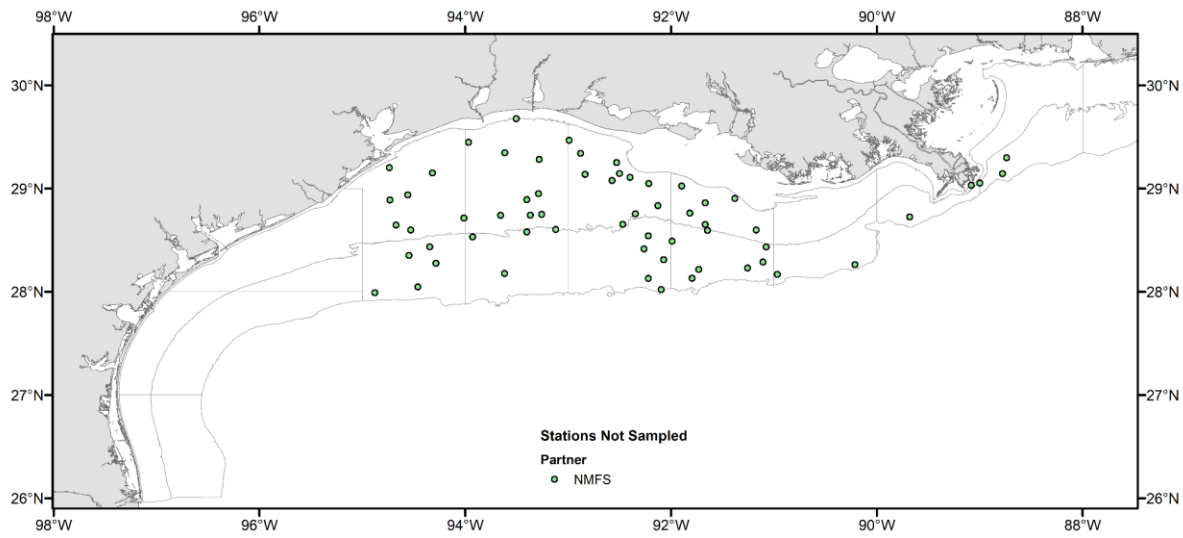 98°W 96°W 94°W 92°W 90°W 88°W
30°N 30°N
29°N 29°N
28°N 28°N
27°N 27°N
Stations Not Sampled
Partner
NMFS
26°N 26°N
98°W 96°W 94°W 92°W 90°W 88°W